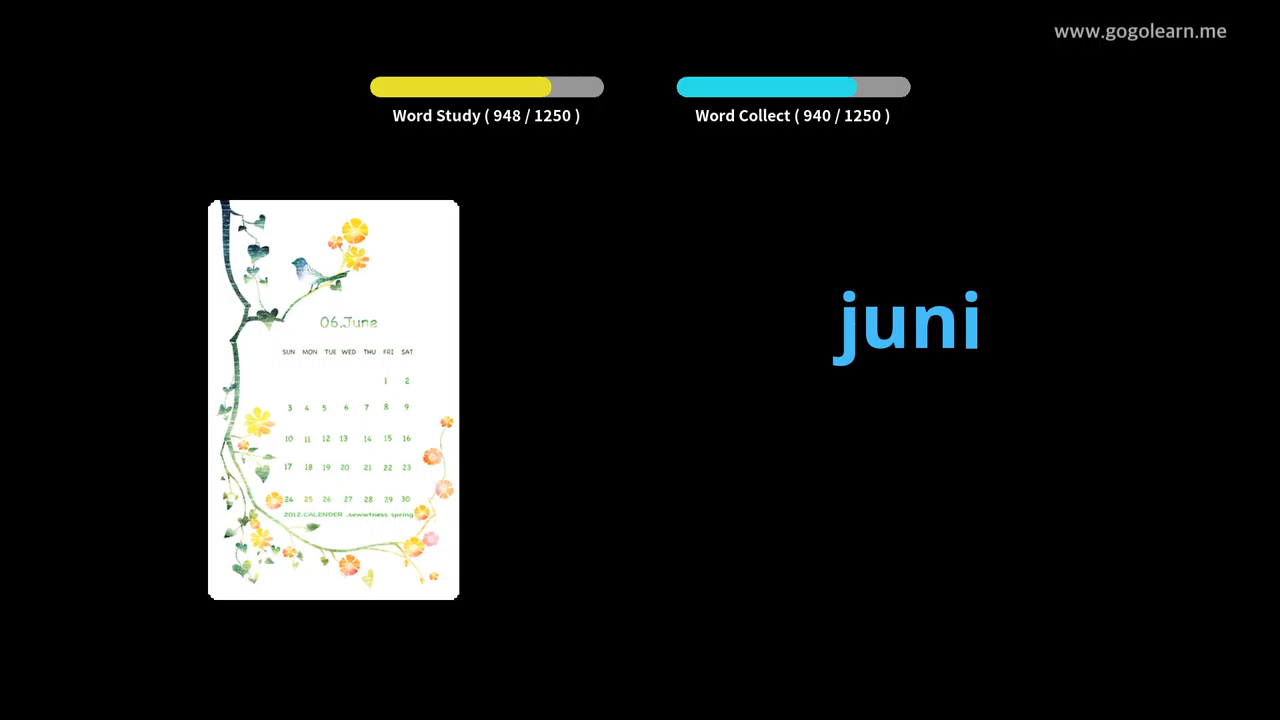 www.gogolearn.me
Word Study ( 948 / 1250 )
Word Collect ( 940 / 1250 )
06.June
SUN MON TUE WED THU FRI SAT
1 2
3 4 5 6 7 8 9
10 11 12 13 14 15 16
17 18 19 20 21 22 23
24 25 26 27 28 29 30
2012.CALENDER .sewwtness spring
juni